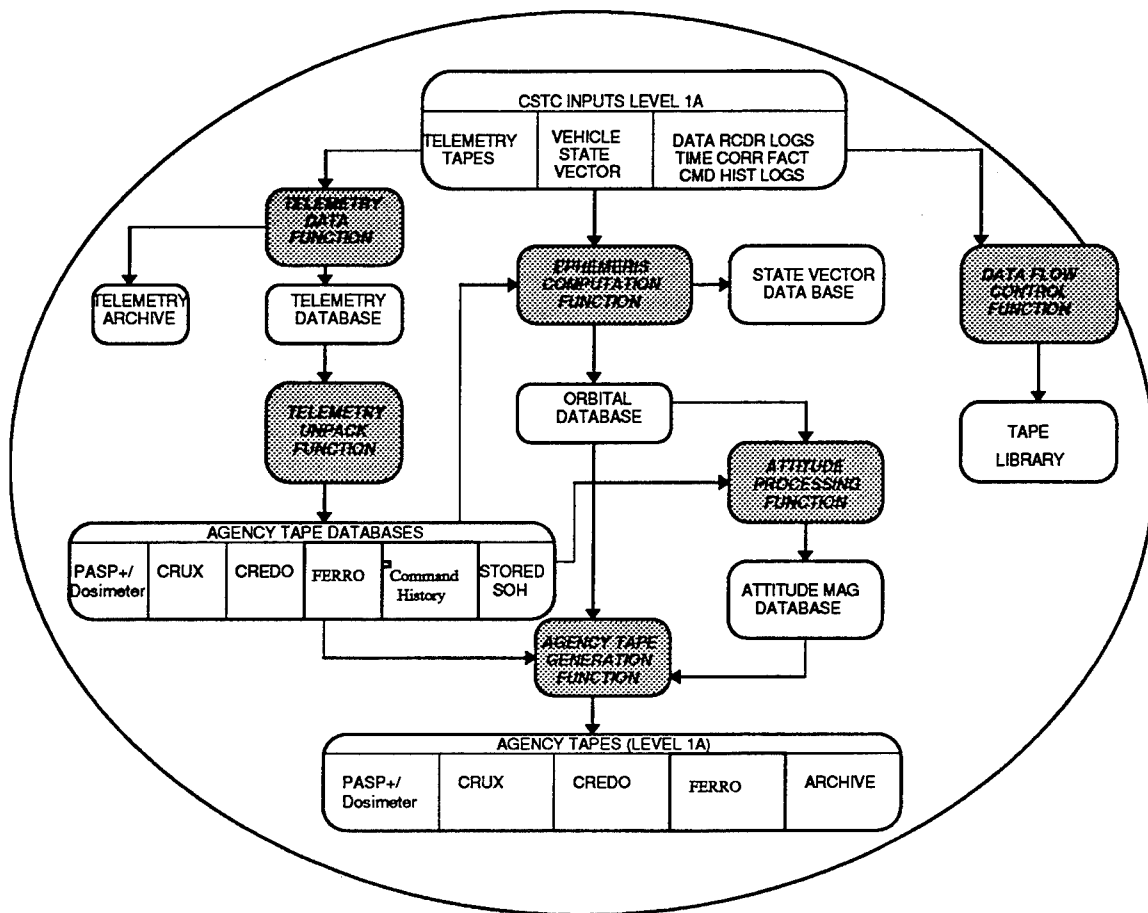 CSTC INPUTS LEVEL 1A
TELEMETRY
TAPES
VEHICLE
STATE
VECTOR
DATA RCDR LOGS
TIME CORR FACT
CMD HIST LOGS
TELEMETRY
DATA
FUNCTION
EPHEMERIS
COMPUTATION
FUNCTION
STATE VECTOR
DATA BASE
DATA FLOW
CONTROL
FUNCTION
TELEMETRY
ARCHIVE
TELEMETRY
DATABASE
TELEMETRY
UNPACK
FUNCTION
ORBITAL
DATABASE
TAPE
LIBRARY
ATTITUDE
PROCESSING
FUNCTION
AGENCY TAPE DATABASES
PASP+/
Dosimeter
CRUX
CREDO
FERRO
Command
History
STORED
SOH
ATTITUDE MAG
DATABASE
AGENCY TAPE
GENERATION
FUNCTION
AGENCY TAPES (LEVEL 1A)
PASP+/
Dosimeter
CRUX
CREDO
FERRO
ARCHIVE